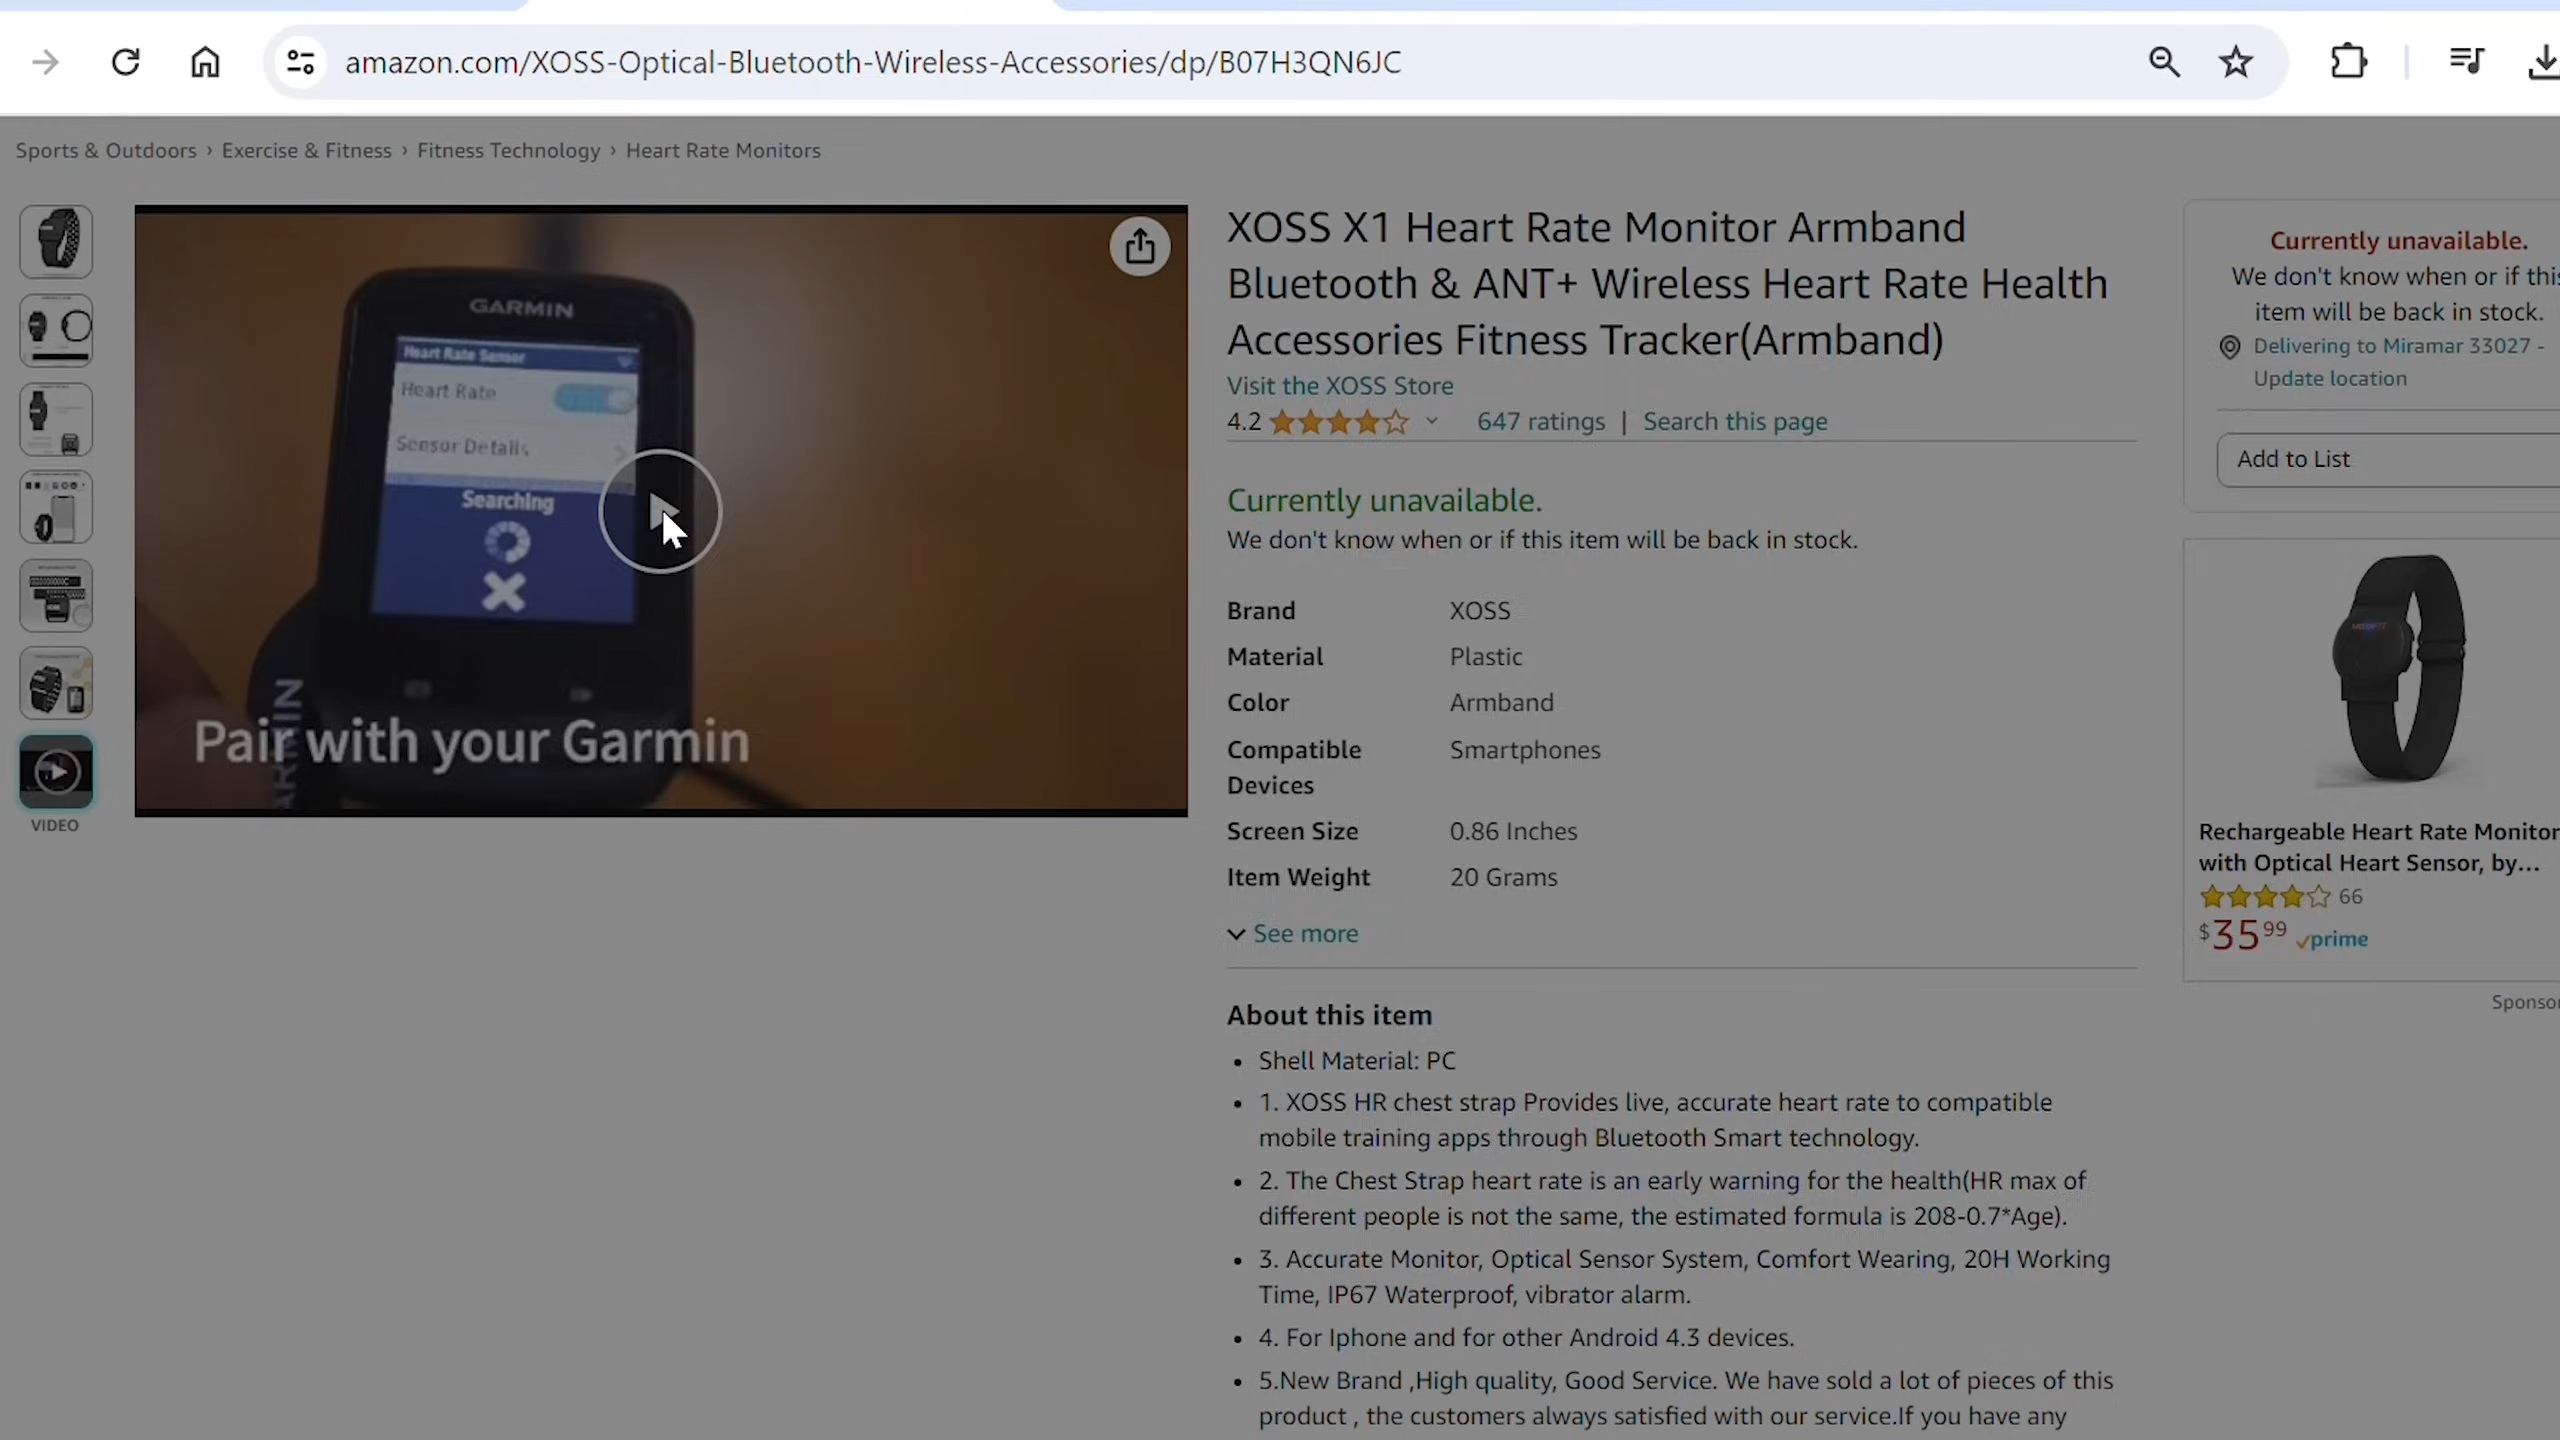 amazon.com/XOSS-Optical-Bluetooth-Wireless-Accessories/dp/B07H3QN6JC
Sports & Outdoors › Exercise & Fitness › Fitness Technology › Heart Rate Monitors
GARMIN
Heart Rate Sensor
Heart Rate
Sensor Details
Searching
Pair with your Garmin
VIDEO
XOSS X1 Heart Rate Monitor Armband
Bluetooth & ANT+ Wireless Heart Rate Health
Accessories Fitness Tracker(Armband)
Visit the XOSS Store
4.2 647 ratings | Search this page
Currently unavailable.
We don't know when or if this item will be back in stock.
Brand XOSS
Material Plastic
Color Armband
Compatible Smartphones
Devices
Screen Size 0.86 Inches
Item Weight 20 Grams
See more
About this item
• Shell Material: PC
• 1. XOSS HR chest strap Provides live, accurate heart rate to compatible
mobile training apps through Bluetooth Smart technology.
• 2. The Chest Strap heart rate is an early warning for the health(HR max of
different people is not the same, the estimated formula is 208-0.7*Age).
• 3. Accurate Monitor, Optical Sensor System, Comfort Wearing, 20H Working
Time, IP67 Waterproof, vibrator alarm.
• 4. For Iphone and for other Android 4.3 devices.
• 5.New Brand ,High quality, Good Service. We have sold a lot of pieces of this
product , the customers always satisfied with our service.If you have any
Currently unavailable.
We don't know when or if this
item will be back in stock.
Delivering to Miramar 33027 -
Update location
Add to List
Rechargeable Heart Rate Monitor
with Optical Heart Sensor, by...
66
$35.99 prime